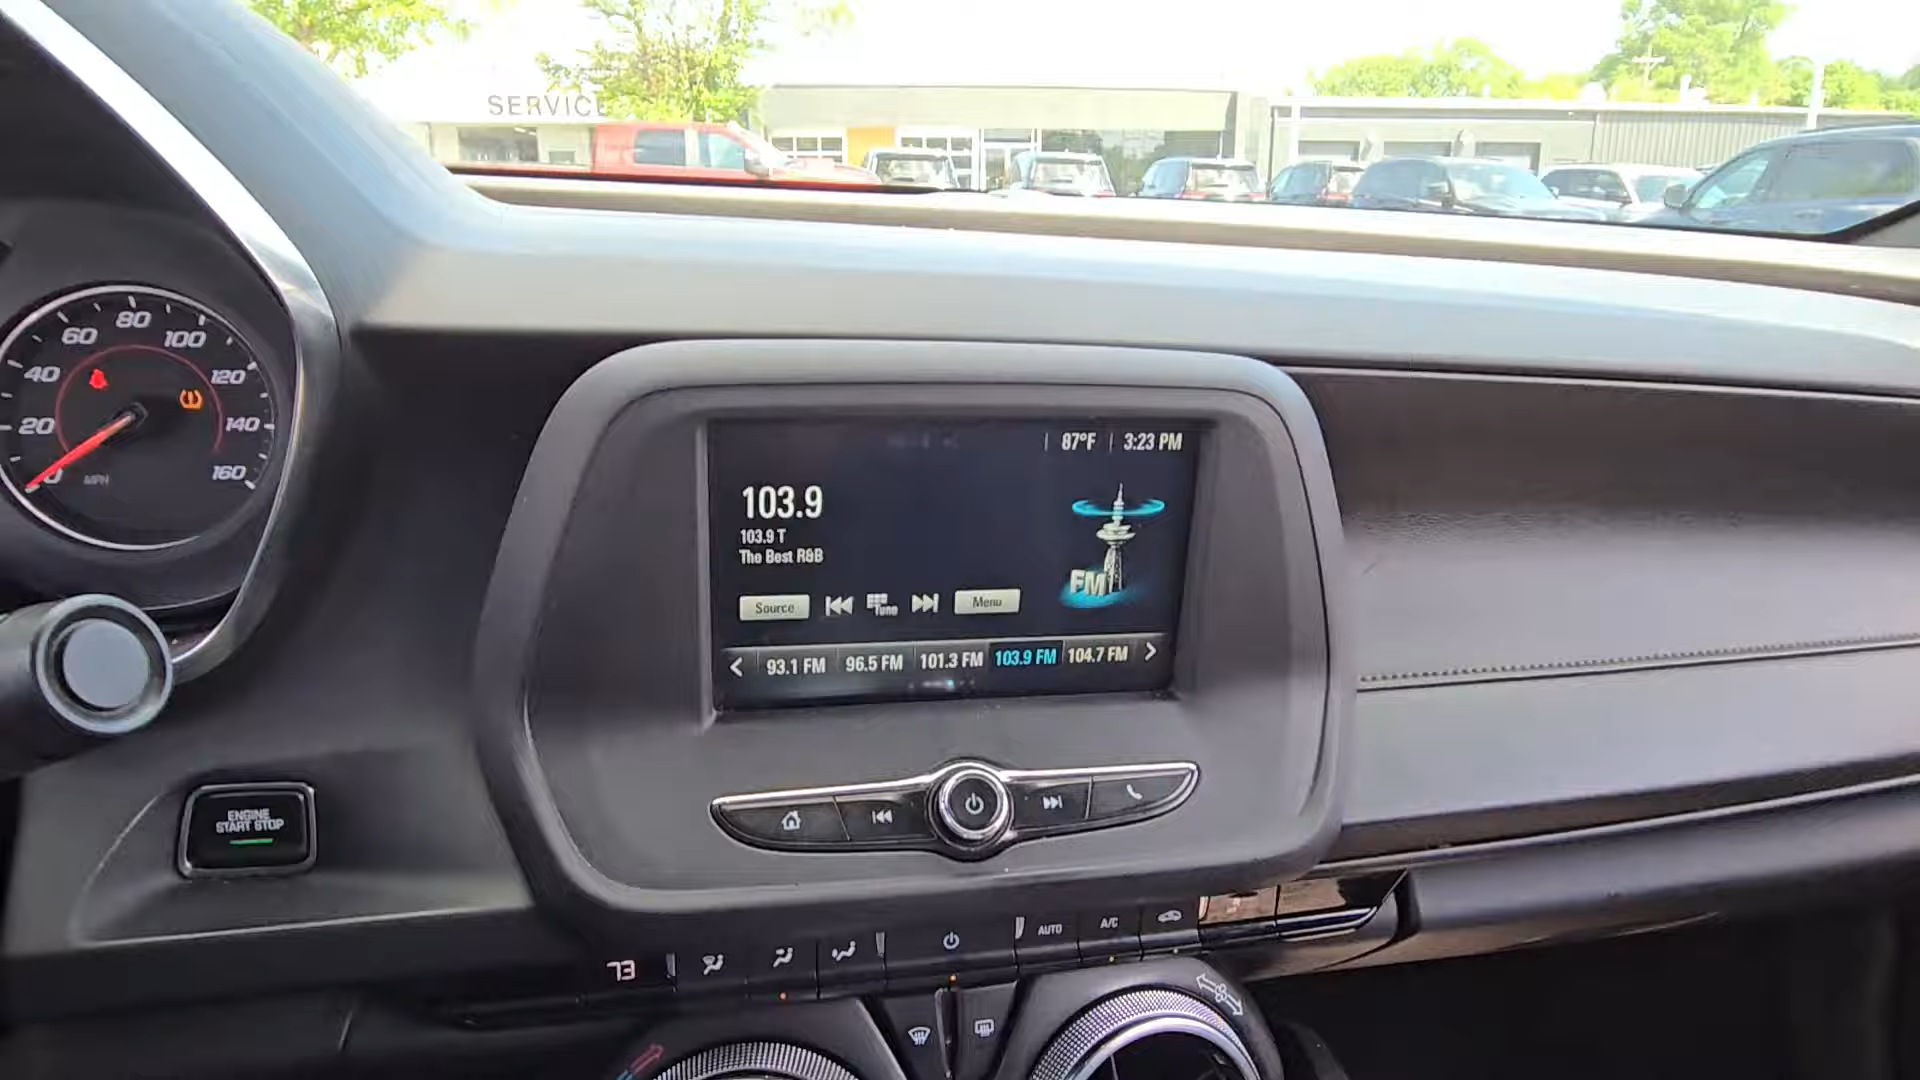 SERVICE
80
60
100
40
120
20
140
0
160
MPH
87°F
3:23 PM
103.9
103.9 T
The Best R&B
FM
Source
Tune
Menu
93.1 FM
96.5 FM
101.3 FM
103.9 FM
104.7 FM
ENGINE
START STOP
73
AUTO
A/C